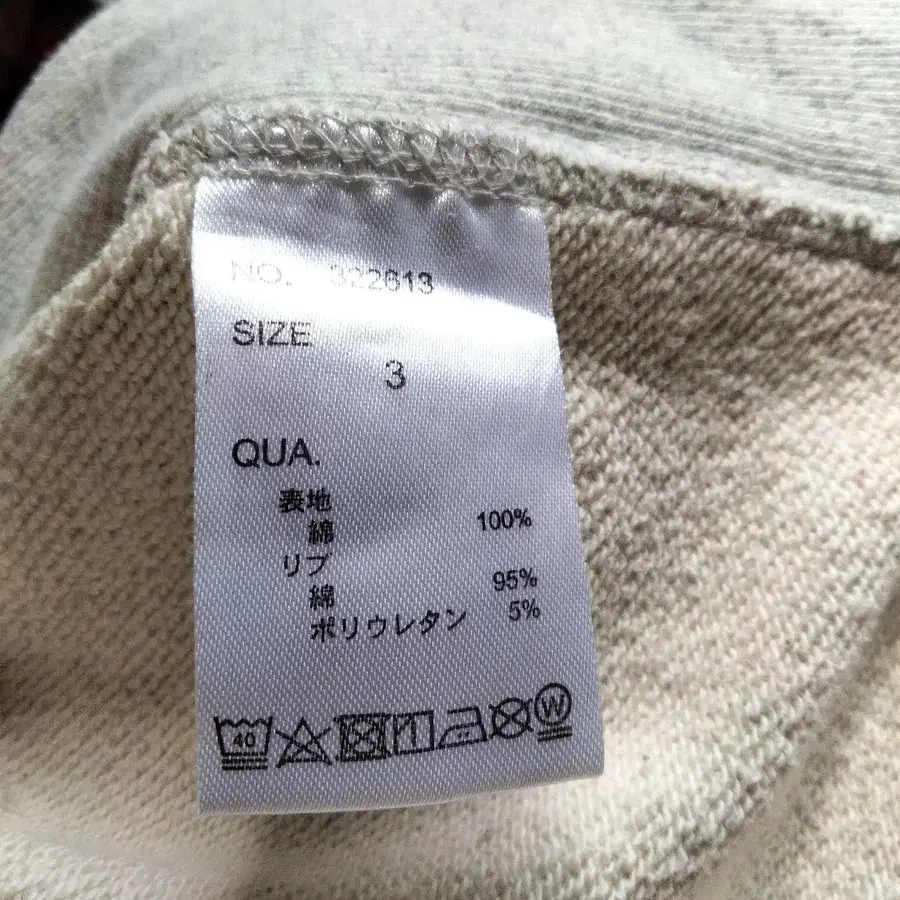 NO. 322613
SIZE
3
QUA.
表地
綿 100%
リブ
綿 95%
ポリウレタン 5%
40 W